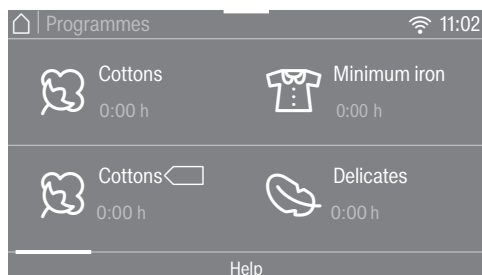 Programmes 11:02
Cottons Minimum iron
0:00 h 0:00 h
Cottons Delicates
0:00 h 0:00 h
Help